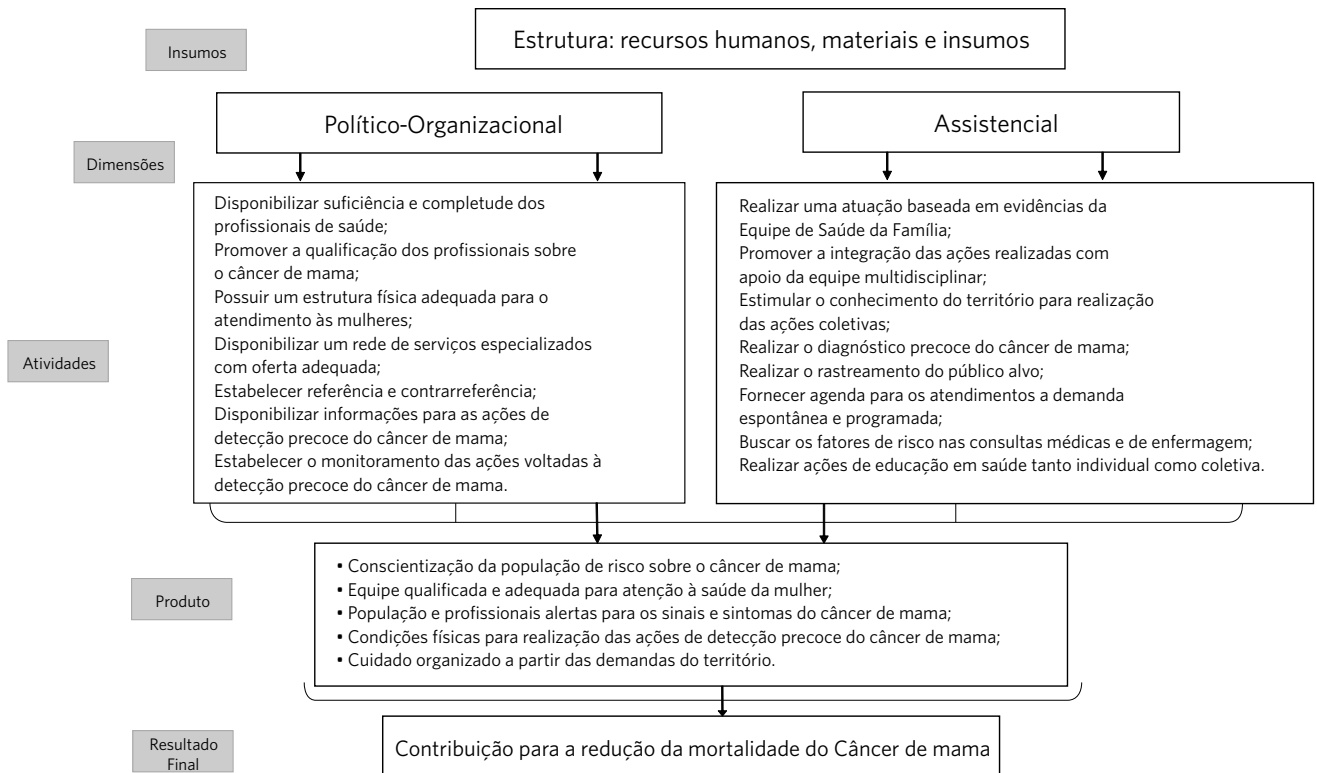 Insumos
Estrutura: recursos humanos, materiais e insumos
Dimensões
Político-Organizacional
Assistencial
Atividades
Disponibilizar suficiência e completude dos
profissionais de saúde;
Promover a qualificação dos profissionais sobre
o câncer de mama;
Possuir um estrutura física adequada para o
atendimento às mulheres;
Disponibilizar um rede de serviços especializados
com oferta adequada;
Estabelecer referência e contrarreferência;
Disponibilizar informações para as ações de
detecção precoce do câncer de mama;
Estabelecer o monitoramento das ações voltadas à
detecção precoce do câncer de mama.
Realizar uma atuação baseada em evidências da
Equipe de Saúde da Família;
Promover a integração das ações realizadas com
apoio da equipe multidisciplinar;
Estimular o conhecimento do território para realização
das ações coletivas;
Realizar o diagnóstico precoce do câncer de mama;
Realizar o rastreamento do público alvo;
Fornecer agenda para os atendimentos a demanda
espontânea e programada;
Buscar os fatores de risco nas consultas médicas e de enfermagem;
Realizar ações de educação em saúde tanto individual como coletiva.
Produto
• Conscientização da população de risco sobre o câncer de mama;
• Equipe qualificada e adequada para atenção à saúde da mulher;
• População e profissionais alertas para os sinais e sintomas do câncer de mama;
• Condições físicas para realização das ações de detecção precoce do câncer de mama;
• Cuidado organizado a partir das demandas do território.
Resultado
Final
Contribuição para a redução da mortalidade do Câncer de mama